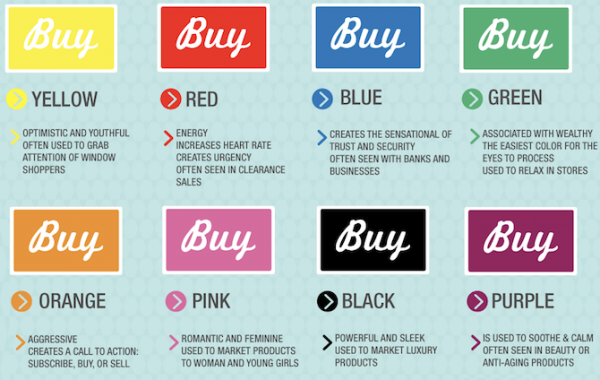 Buy
Buy
Buy
Buy
YELLOW
RED
BLUE
GREEN
OPTIMISTIC AND YOUTHFUL
OFTEN USED TO GRAB
ATTENTION OF WINDOW
SHOPPERS
ENERGY
INCREASES HEART RATE
CREATES URGENCY
OFTEN SEEN IN CLEARANCE
SALES
CREATES THE SENSATIONAL OF
TRUST AND SECURITY
OFTEN SEEN WITH BANKS AND
BUSINESSES
ASSOCIATED WITH WEALTHY
THE EASIEST COLOR FOR THE
EYES TO PROCESS
USED TO RELAX IN STORES
Buy
Buy
Buy
Buy
ORANGE
PINK
BLACK
PURPLE
AGGRESSIVE
CREATES A CALL TO ACTION:
SUBSCRIBE, BUY, OR SELL
ROMANTIC AND FEMININE
USED TO MARKET PRODUCTS
TO WOMAN AND YOUNG GIRLS
POWERFUL AND SLEEK
USED TO MARKET LUXURY
PRODUCTS
IS USED TO SOOTHE & CALM
OFTEN SEEN IN BEAUTY OR
ANTI-AGING PRODUCTS